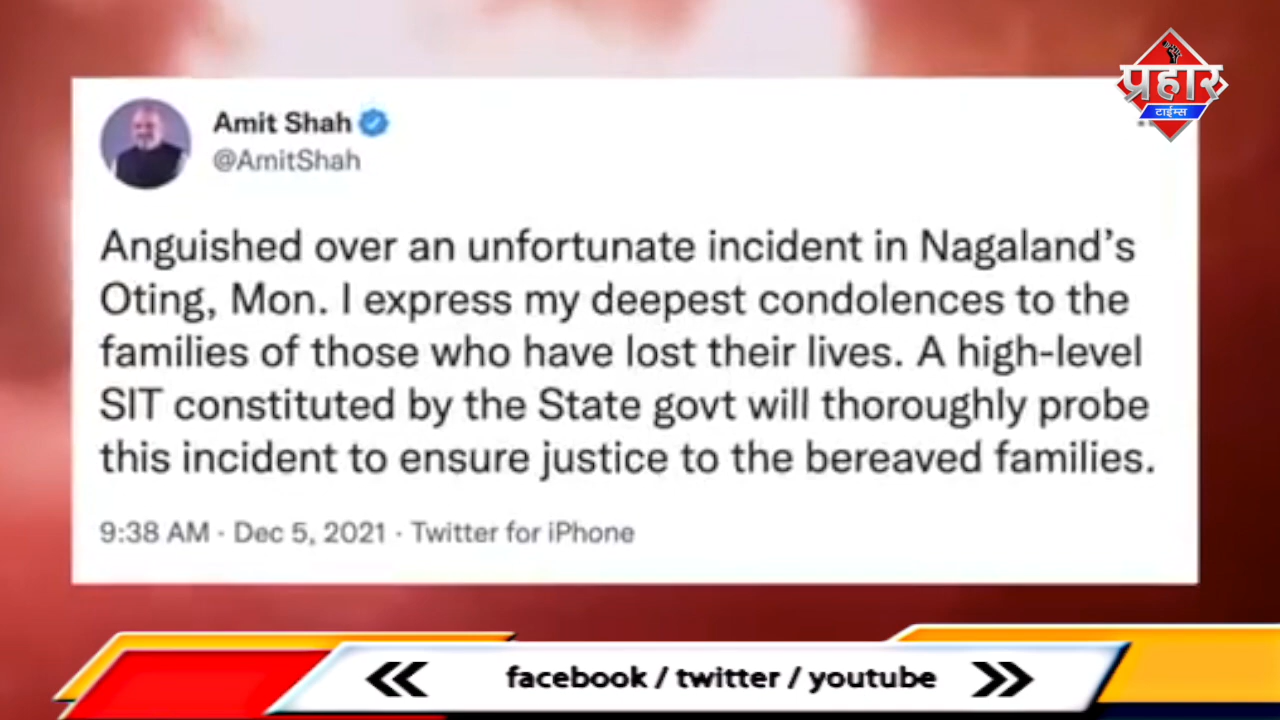 प्रहार
टाईम्स
Amit Shah
@AmitShah
Anguished over an unfortunate incident in Nagaland’s
Oting, Mon. I express my deepest condolences to the
families of those who have lost their lives. A high-level
SIT constituted by the State govt will thoroughly probe
this incident to ensure justice to the bereaved families.
9:38 AM · Dec 5, 2021 · Twitter for iPhone
facebook / twitter / youtube